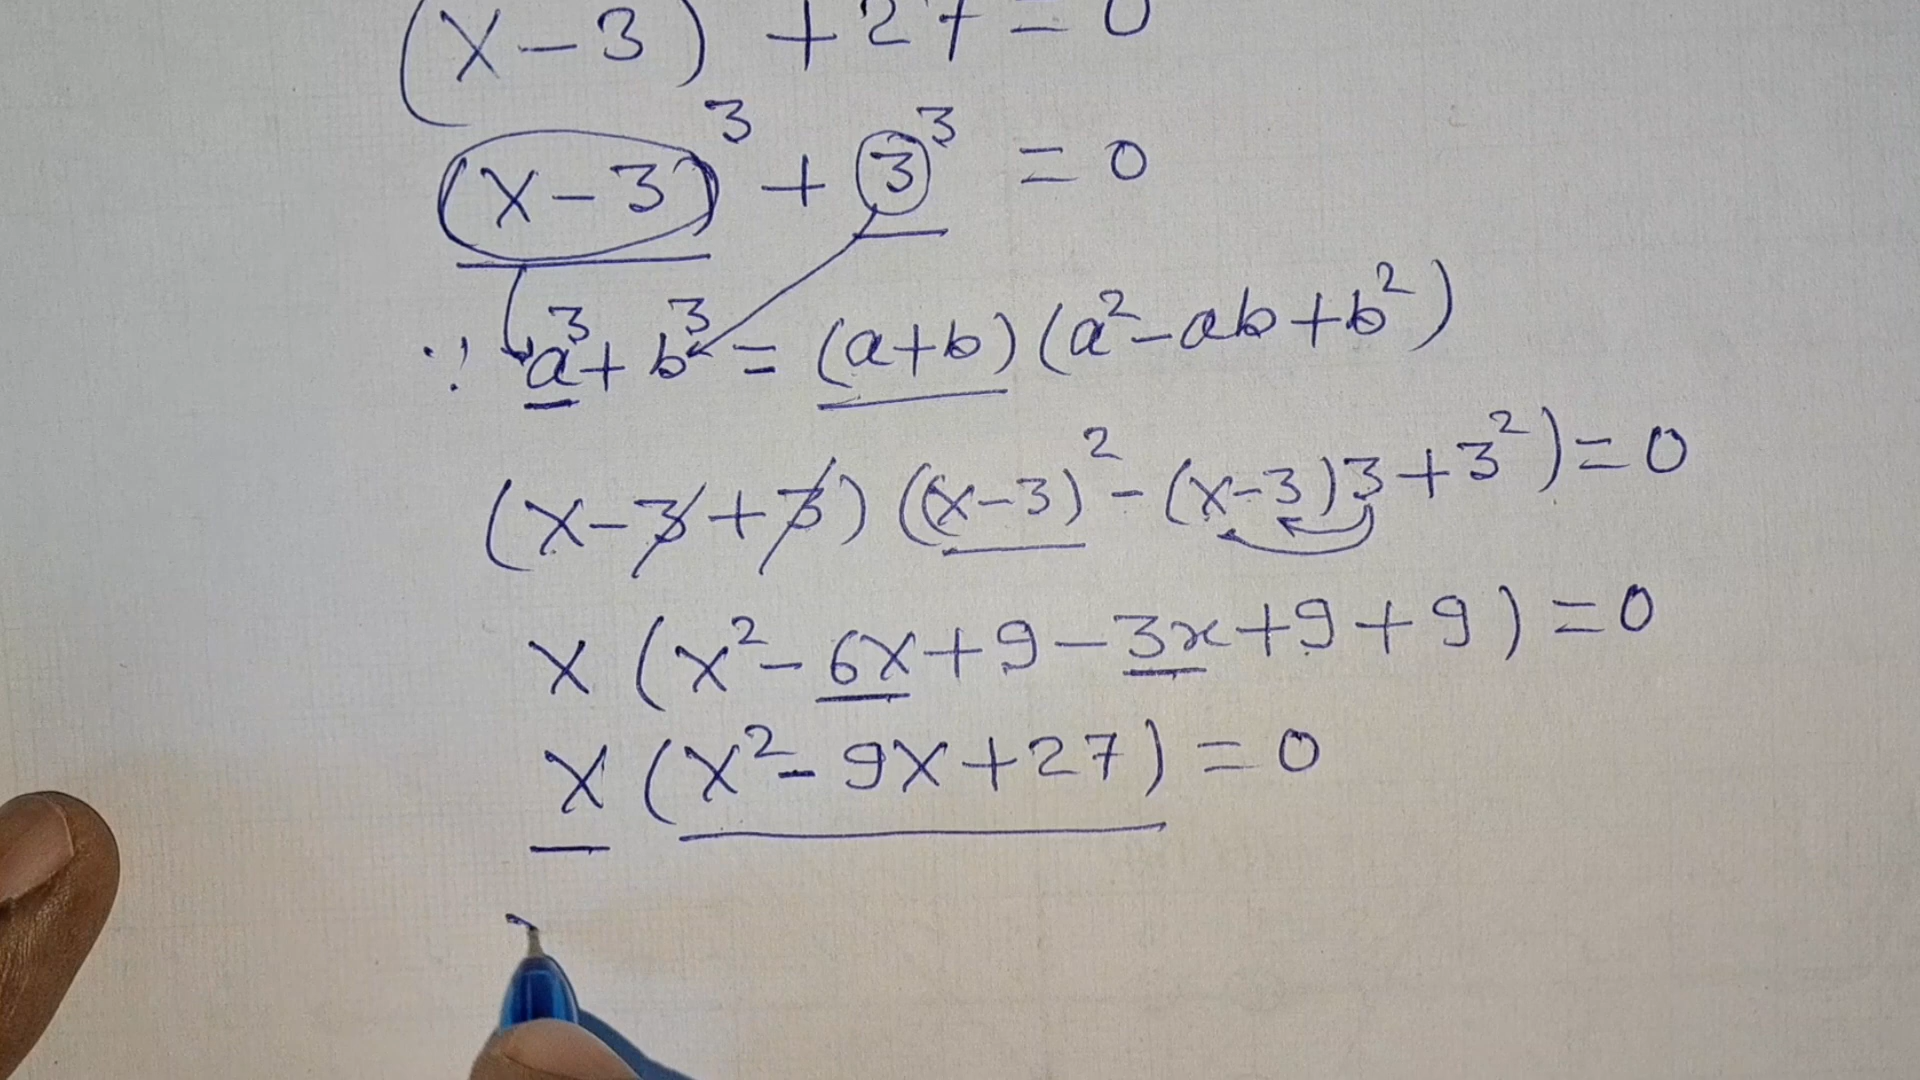 (x-3) +27=0
(x-3)³ + 3³ = 0
∵ a³+b³=(a+b)(a²-ab+b²)
(x-3+3)((x-3)²-(x-3)3+3²)=0
x(x²-6x+9-3x+9+9)=0
x(x²-9x+27)=0